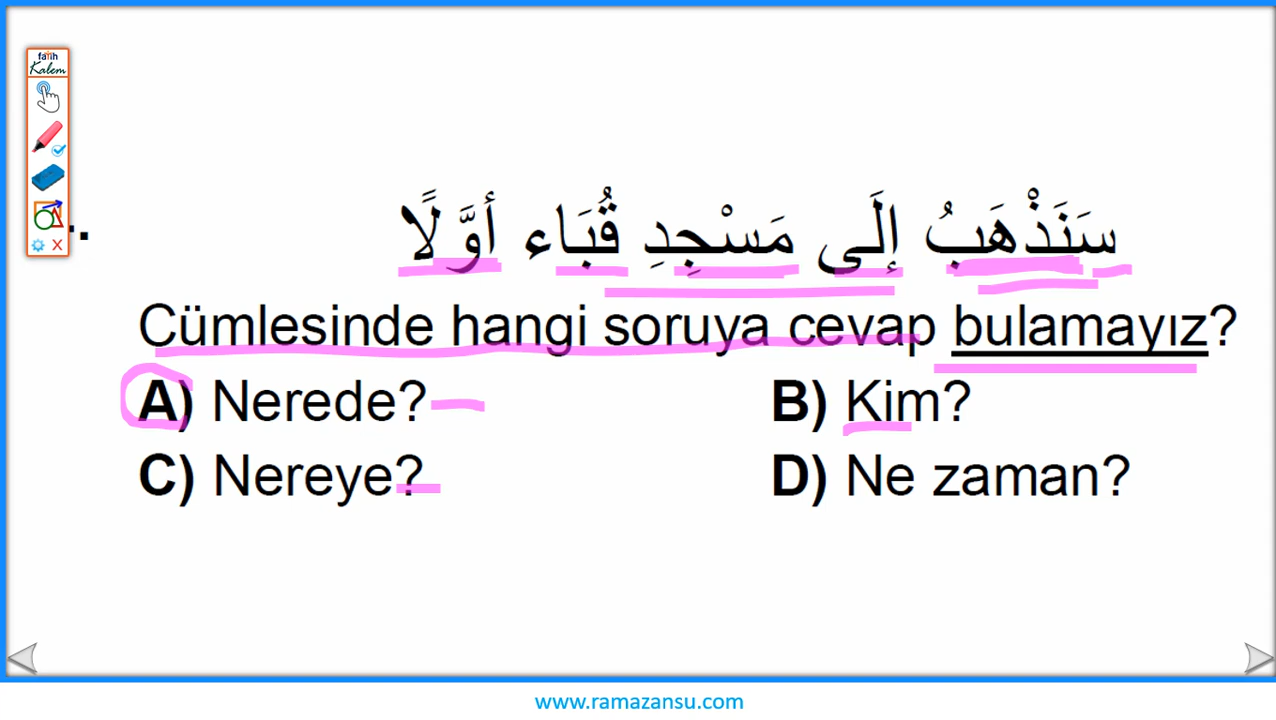 fatih
Kalem
سَنَذْهَبُ إِلَى مَسْجِدِ قُبَاء أَوَّلًا
Cümlesinde hangi soruya cevap bulamayız?
A) Nerede? B) Kim?
C) Nereye? D) Ne zaman?
www.ramazansu.com